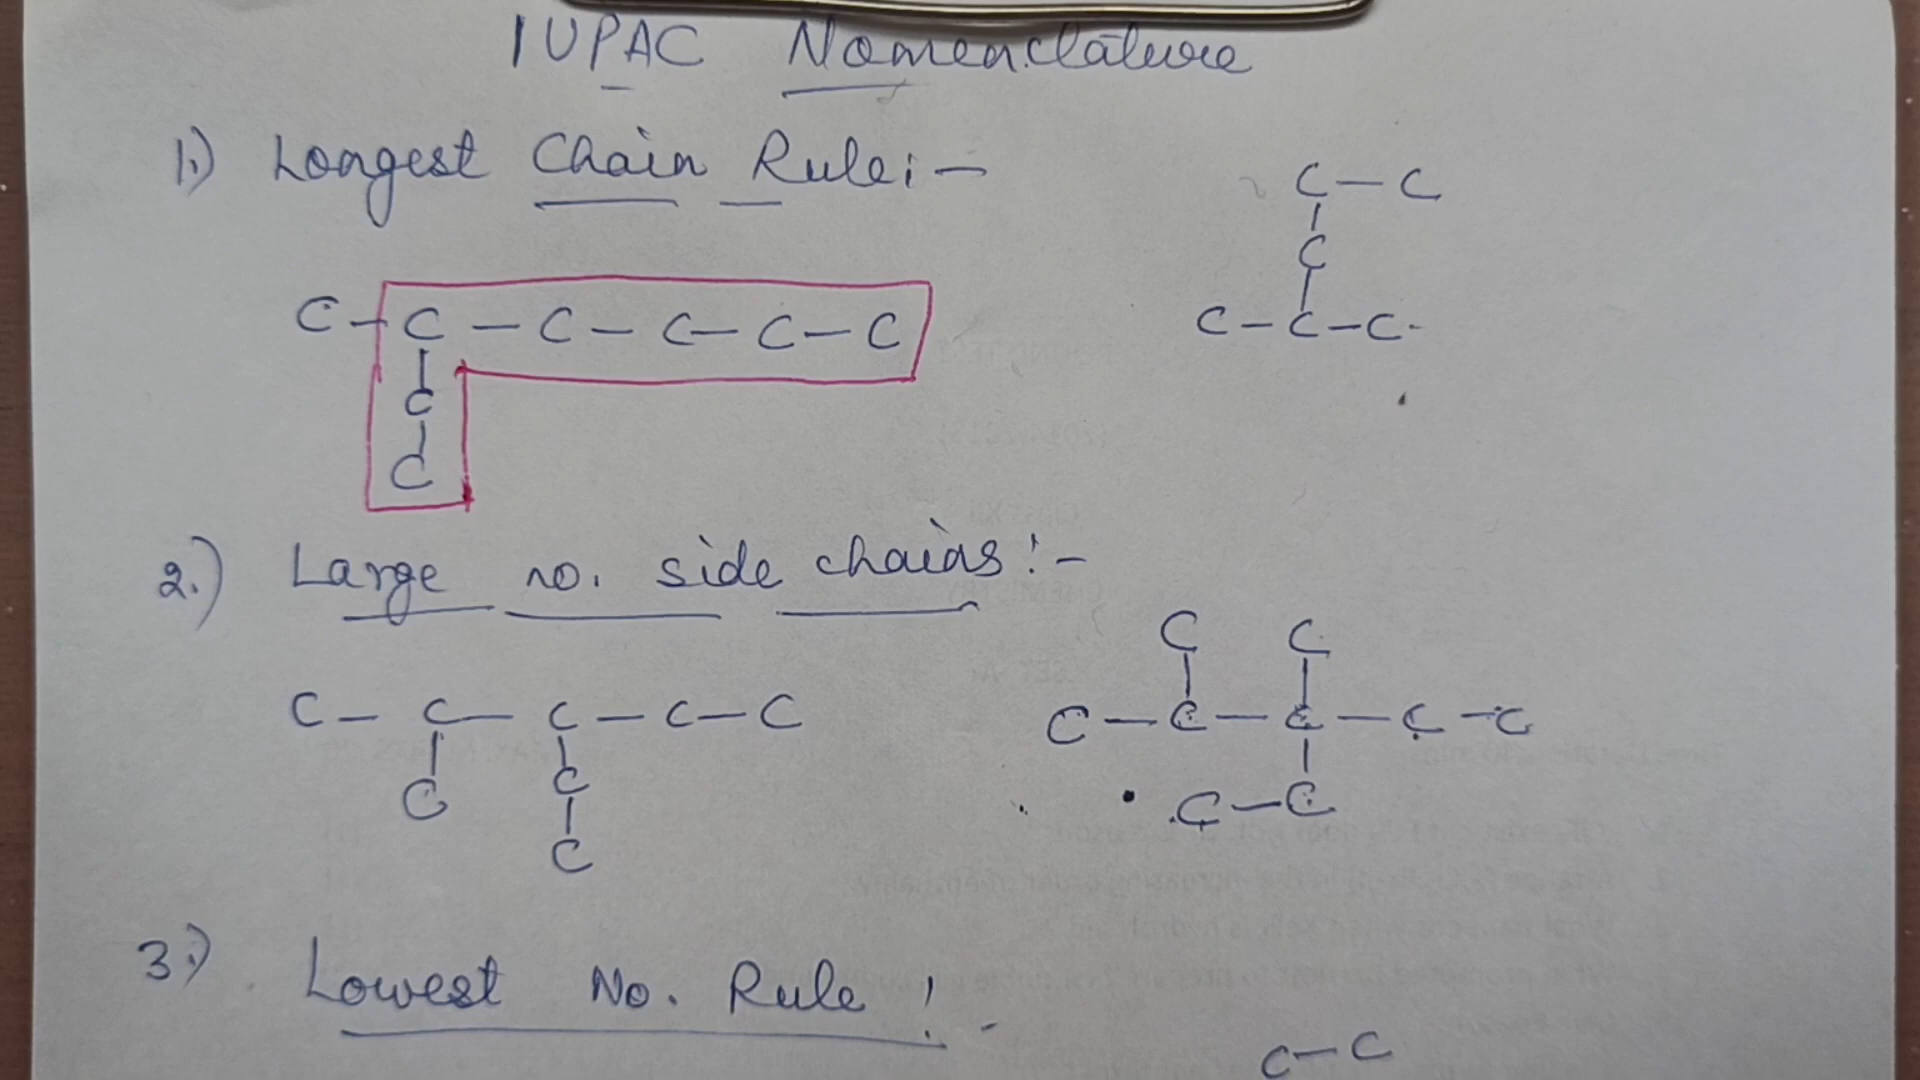 IUPAC Nomenclature
1.) Longest Chain Rule:-
C - C
C
C - C - C
C - C - C - C - C - C
C
C
2.) Large no. side chains:-
C C
C - C - C - C - C
C - C - C - C - C
C
C - C
C
3.) Lowest No. Rule :-
C - C